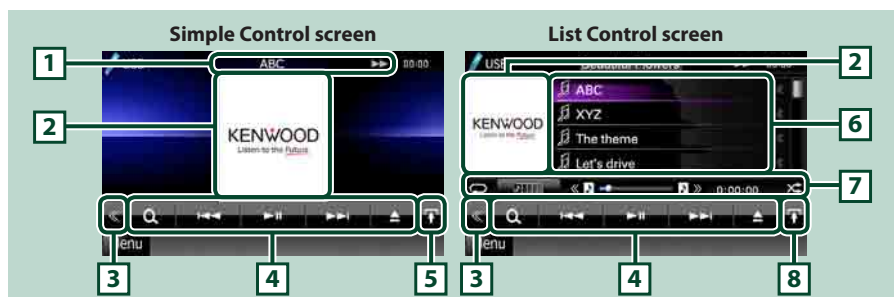 Simple Control screen
List Control screen
1
ABC
00:00
2
KENWOOD
Listen to the Future
3
4
5
Menu
USB
2
ABC
XYZ
The theme
Let's drive
6
KENWOOD
Listen to the Future
0:00:00
7
3
4
8
Menu